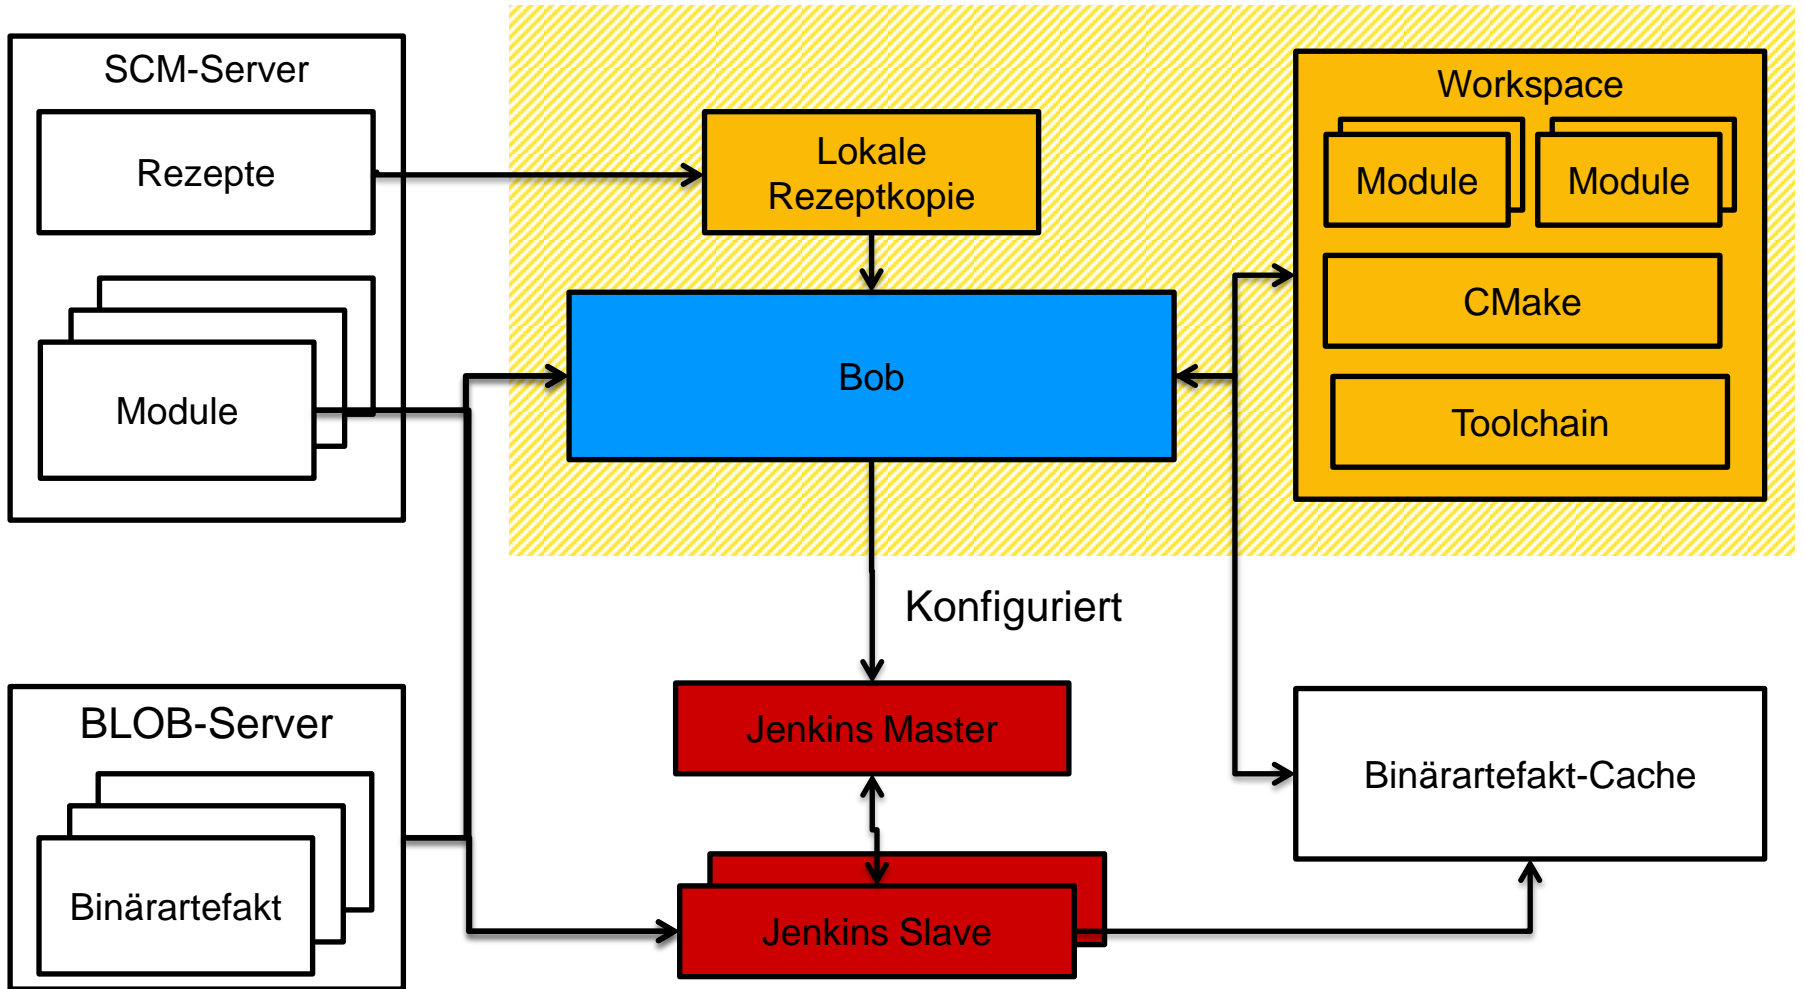 SCM-Server
Rezepte
Module
Lokale
Rezeptkopie
Bob
Workspace
Module
Module
CMake
Toolchain
Konfiguriert
BLOB-Server
Binärartefakt
Jenkins Master
Jenkins Slave
Binärartefakt-Cache